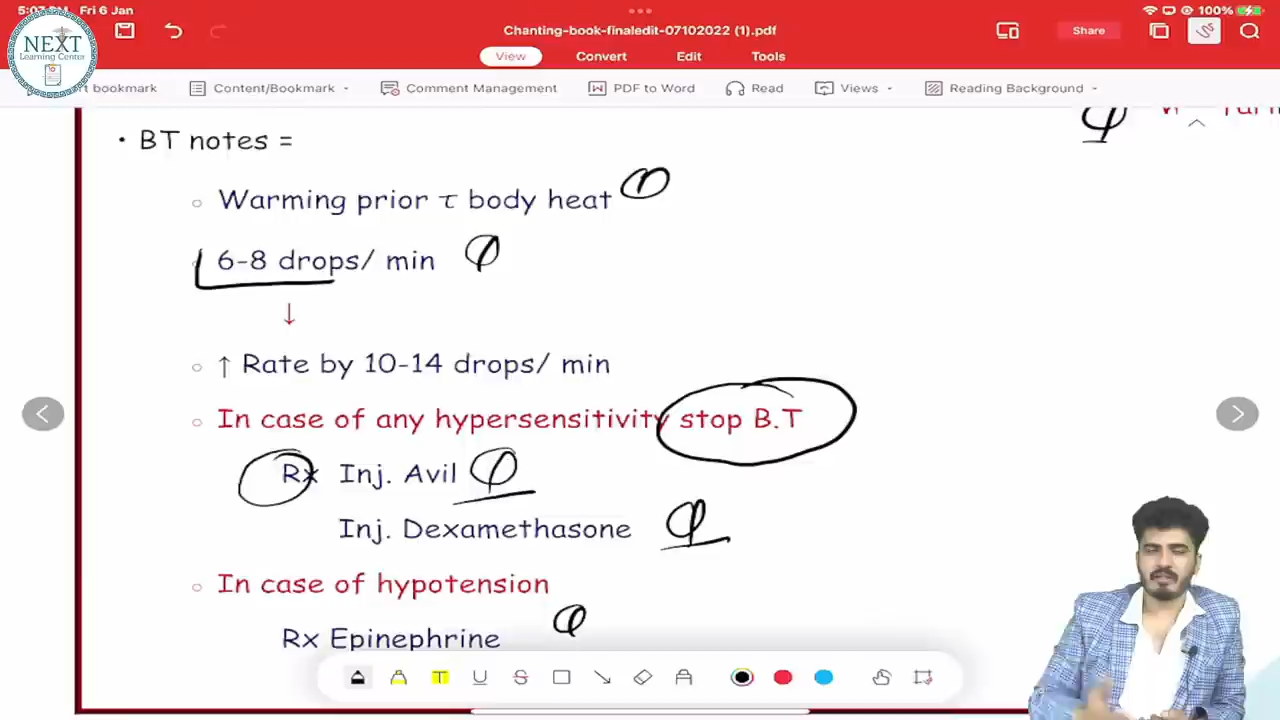 5:07 PM Fri 6 Jan
100%
NEXT
Learning Center
Chanting-book-finaledit-07102022 (1).pdf
Share
View Convert Edit Tools
bookmark Content/Bookmark Comment Management PDF to Word Read Views Reading Background
• BT notes =
Warming prior τ body heat
6-8 drops/ min
↓
↑ Rate by 10-14 drops/ min
In case of any hypersensitivity stop B.T
Rx Inj. Avil
Inj. Dexamethasone
In case of hypotension
Rx Epinephrine